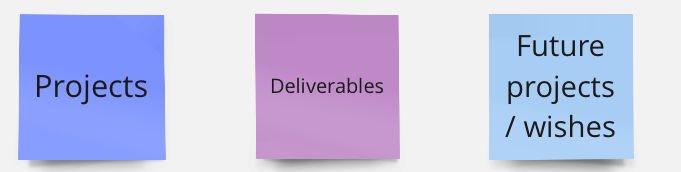 Projects
Deliverables
Future
projects
/ wishes